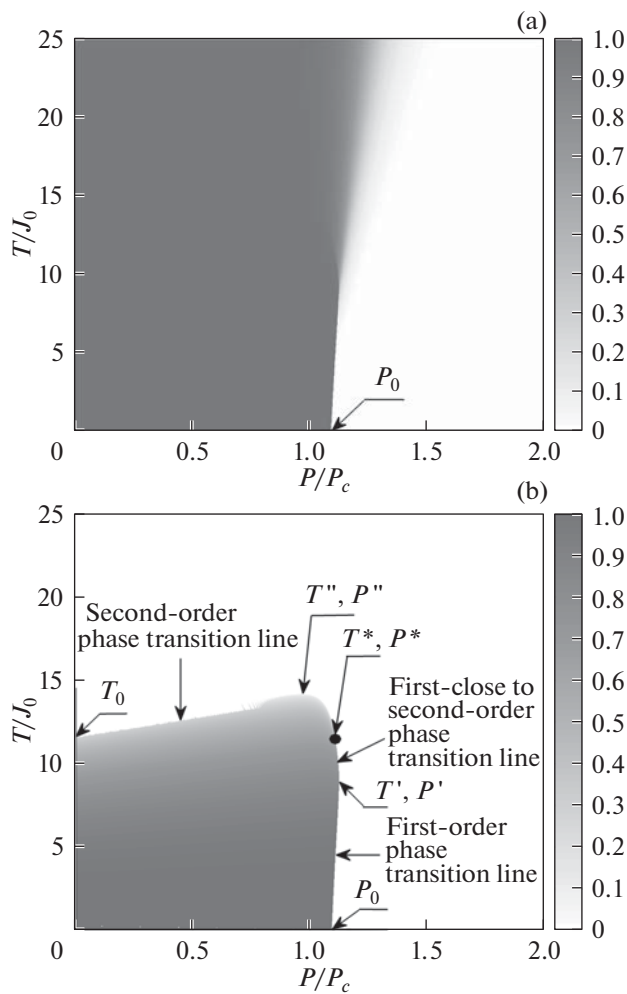 (a)
25
20
15
10
5
0
T/J₀
0.5
1.0
1.5
2.0
P/P_c
P₀
1.0
0.9
0.8
0.7
0.6
0.5
0.4
0.3
0.2
0.1
0
(b)
25
20
15
10
5
0
T/J₀
0.5
1.0
1.5
2.0
P/P_c
T", P"
Second-order
phase transition line
T*, P*
T₀
First-close to
second-order
phase
transition line
T', P'
First-order
phase
transition line
P₀
1.0
0.9
0.8
0.7
0.6
0.5
0.4
0.3
0.2
0.1
0